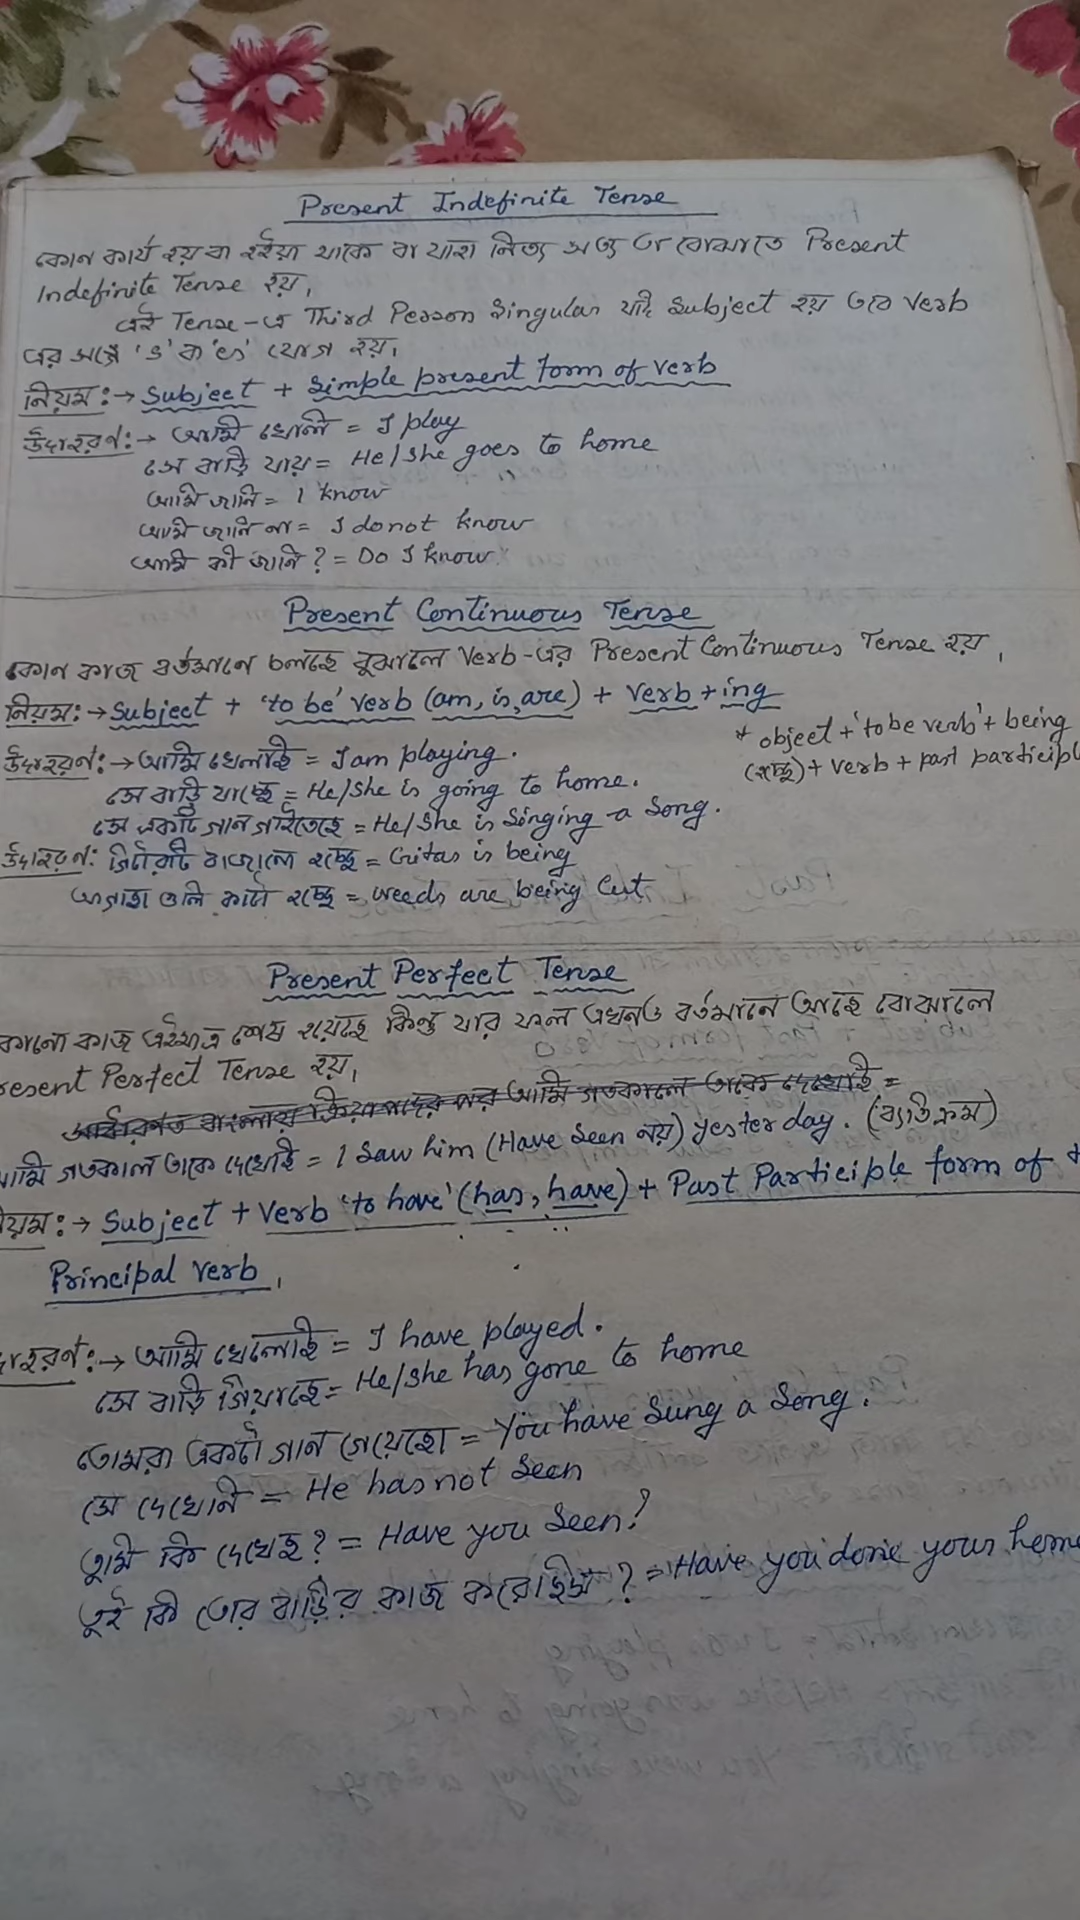 Present Indefinite Tense
কোন কার্য হয় বা হইয়া থাকে বা যাহা নিত্য সত্য তা বোঝাতে Present
Indefinite Tense হয়।
এই Tense-এ Third Person Singular যদি Subject হয় তবে Verb
এর সঙ্গে 's' বা 'es' যোগ হয়।
নিয়ম:→ Subject + Simple present form of verb
উদাহরণ:→ আমি খেলি = I play
সে বাড়ি যায় = He/She goes to home
আমি জানি = I know
আমি জানি না = I do not know
আমি কী জানি? = Do I know
Present Continuous Tense
কোন কাজ বর্তমানে চলছে বুঝালে Verb-এর Present Continuous Tense হয়।
নিয়ম:→ Subject + 'to be' verb (am, is, are) + verb + ing
* object + 'to be verb' + being
(হচ্ছে) + verb + past participl
উদাহরণ:→ আমি খেলছি = I am playing.
সে বাড়ি যাচ্ছে = He/She is going to home.
সে একটি গান গাইতেছে = He/She is Singing a Song.
উদাহরণ: গিটারটি বাজানো হচ্ছে = Gitar is being
আগাছা গুলি কাটা হচ্ছে = weeds are being Cut
Present Perfect Tense
কোনো কাজ এইমাত্র শেষ হয়েছে কিন্তু যার ফল এখনও বর্তমানে আছে বোঝালে
resent Perfect Tense হয়।
সাধারণত বাংলায় ক্রিয়াপদের পর আমি গতকালে তাকে দেখেছি =
আমি গতকাল তাকে দেখেছি = I Saw him (Have Seen নয়) yesterday. (ব্যতিক্রম)
য়ম:→ Subject + Verb 'to have' (has, have) + Past Participle form of t
Principal Verb।
দাহরণ:→ আমি খেলেছি = I have played.
সে বাড়ি গিয়াছে = He/She has gone to home
তোমরা একটা গান গেয়েছো = You have Sung a Song.
সে দেখেনি = He has not Seen
তুমি কি দেখেছ? = Have you Seen?
তুই কি তোর বাড়ির কাজ করেছিস? = Have you done your home